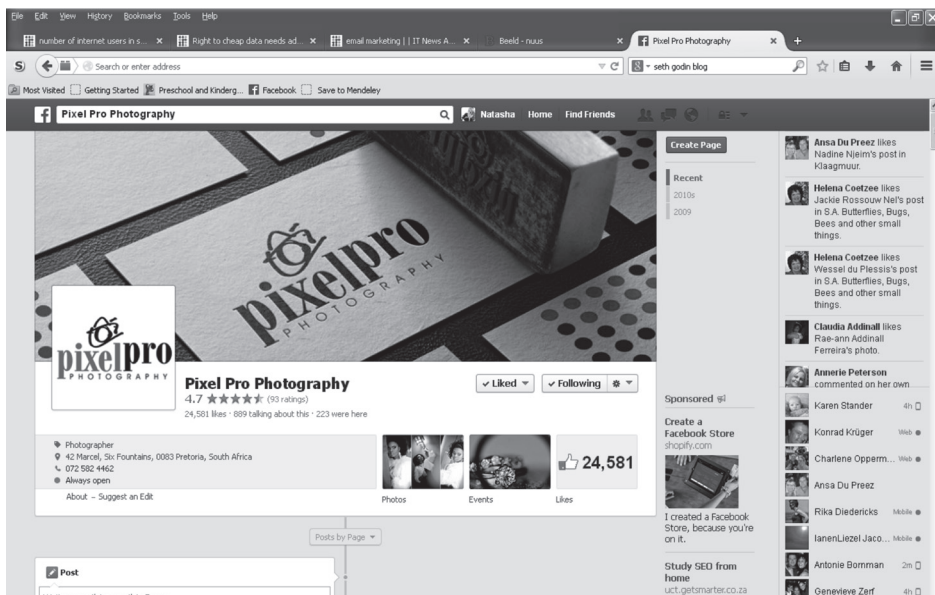 File Edit View History Bookmarks Tools Help
number of internet users in s... × Right to cheap data needs ad... × email marketing | | IT News A... × Beeld - nuus × Pixel Pro Photography × +
Search or enter address seth godin blog
Most Visited Getting Started Preschool and Kinderg... Facebook Save to Mendeley
Pixel Pro Photography Natasha Home Find Friends
pixelpro
PHOTOGRAPHY
pixelpro
PHOTOGRAPHY
Pixel Pro Photography
4.7 (93 ratings)
24,581 likes · 889 talking about this · 223 were here
Liked Following
Photographer
42 Marcel, Six Fountains, 0083 Pretoria, South Africa
072 582 4462
Always open
About - Suggest an Edit
24,581
Photos Events Likes
Posts by Page
Post
Create Page
Recent
2010s
2009
Sponsored
Create a
Facebook Store
shopify.com
I created a Facebook
Store, because you're
on it.
Study SEO from
home
uct.getsmarter.co.za
Ansa Du Preez likes
Nadine Njeim's post in
Klaagmuur.
Helena Coetzee likes
Jackie Rossouw Nel's post
in S.A. Butterflies, Bugs,
Bees and other small
things.
Helena Coetzee likes
Wessel du Plessis's post
in S.A. Butterflies, Bugs,
Bees and other small
things.
Claudia Addinall likes
Rae-ann Addinall
Ferreira's photo.
Annerie Peterson
commented on her own
Karen Stander 4h
Konrad Krüger Web
Charlene Opperm... Web
Ansa Du Preez
Rika Diedericks Mobile
IanenLiezel Jaco... Mobile
Antonie Bornman 2m
Genevieve Zerf 4h